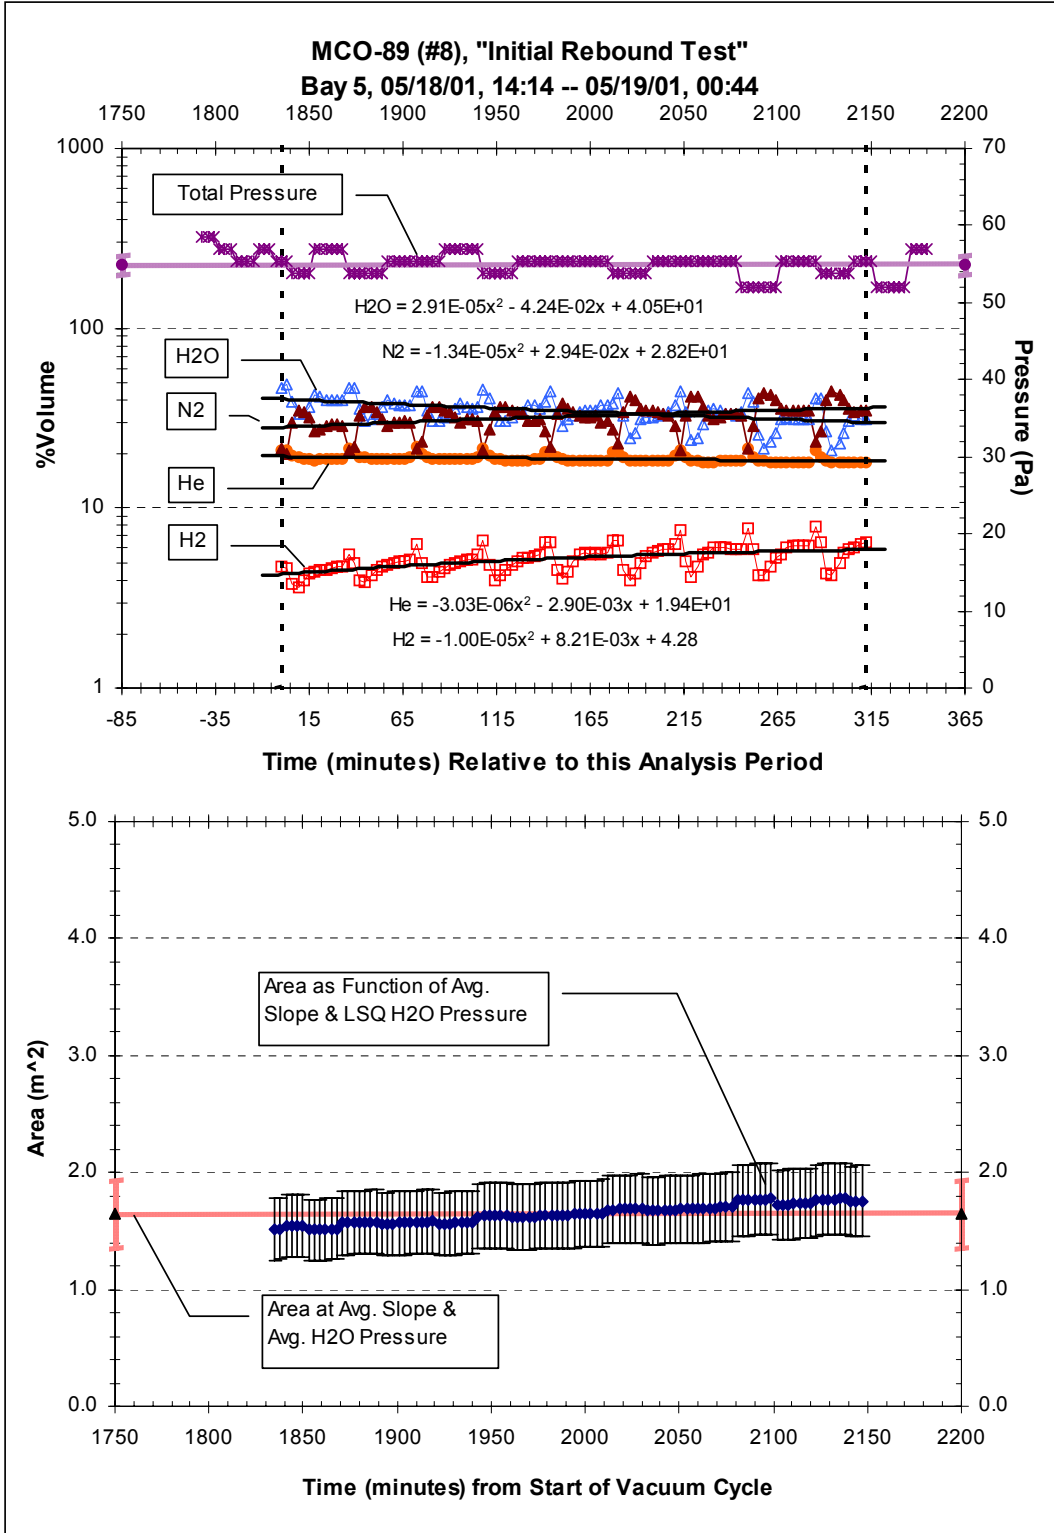 MCO-89 (#8), "Initial Rebound Test"
Bay 5, 05/18/01, 14:14 -- 05/19/01, 00:44
1750 1800 1850 1900 1950 2000 2050 2100 2150 2200
1000 70
Total Pressure
60
300
50
H2O = 2.91E-05x² - 4.24E-02x + 4.05E+01
100
N2 = -1.34E-05x² + 2.94E-02x + 2.82E+01
H2O
40
N2
30
%Volume
Pressure (Pa)
30
He
10
H2
20
He = -3.03E-06x² - 2.90E-03x + 1.94E+01
3
10
H2 = -1.00E-05x² + 8.21E-03x + 4.28
1 0
-85 -35 15 65 115 165 215 265 315 365
Time (minutes) Relative to this Analysis Period
5.0 5.0
4.0 4.0
Area as Function of Avg.
Slope & LSQ H2O Pressure
3.0 3.0
Area (m^2)
2.0 2.0
1.0 1.0
Area at Avg. Slope &
Avg. H2O Pressure
0.0 0.0
1750 1800 1850 1900 1950 2000 2050 2100 2150 2200
Time (minutes) from Start of Vacuum Cycle